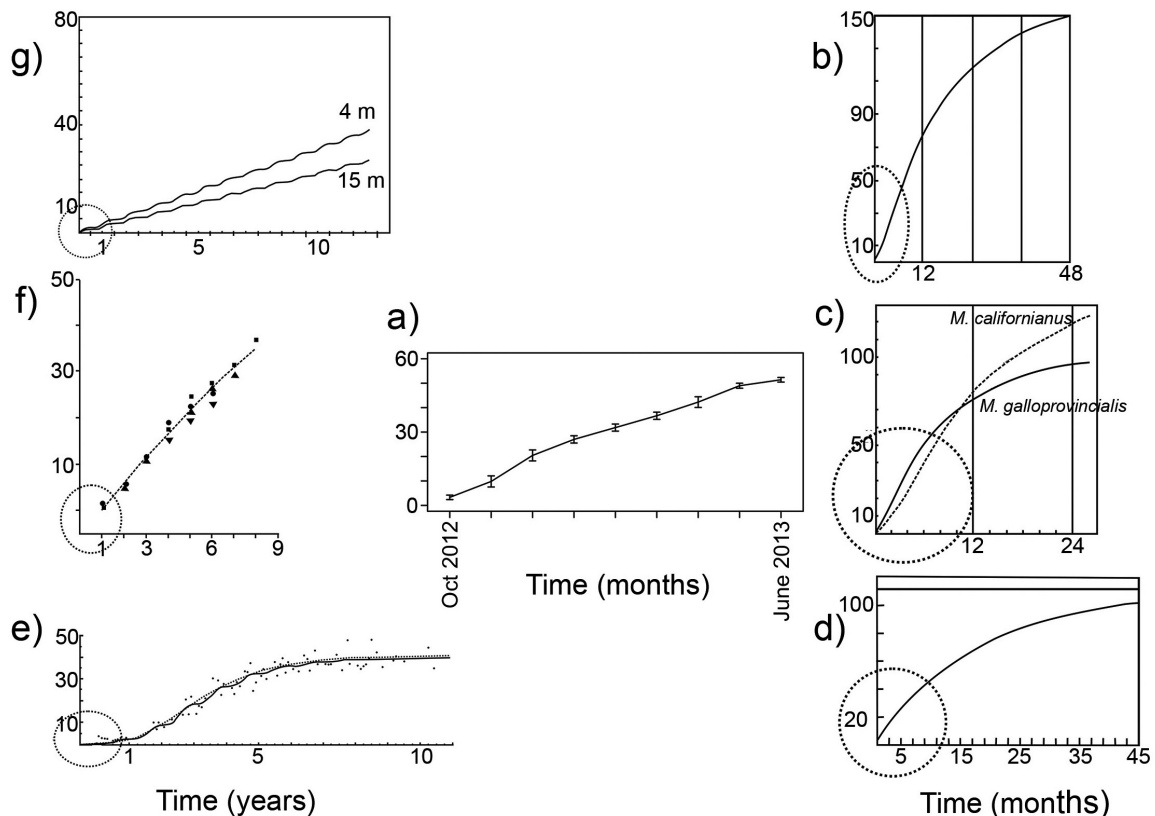 g)
80
40
10
4 m
15 m
1 5 10
f)
50
30
10
1 3 6 9
e)
50
30
10
1 5 10
Time (years)
a)
60
30
0
Oct 2012
June 2013
Time (months)
b)
150
90
50
10
12 48
c)
100
50
10
M. californianus
M. galloprovincialis
12 24
d)
100
20
5 15 25 35 45
Time (months)